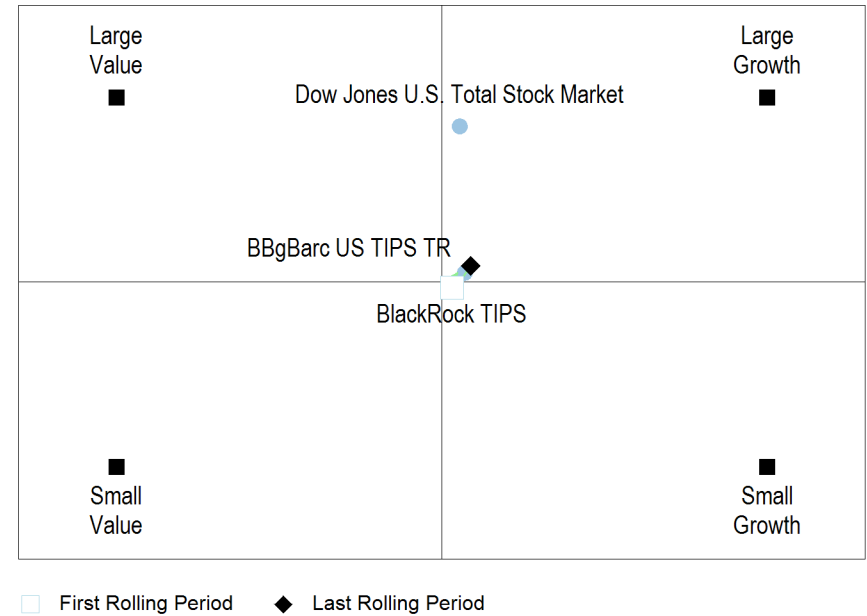 Large
Value
Large
Growth
Dow Jones U.S. Total Stock Market
BBgBarc US TIPS TR
BlackRock TIPS
Small
Value
Small
Growth
First Rolling Period
Last Rolling Period